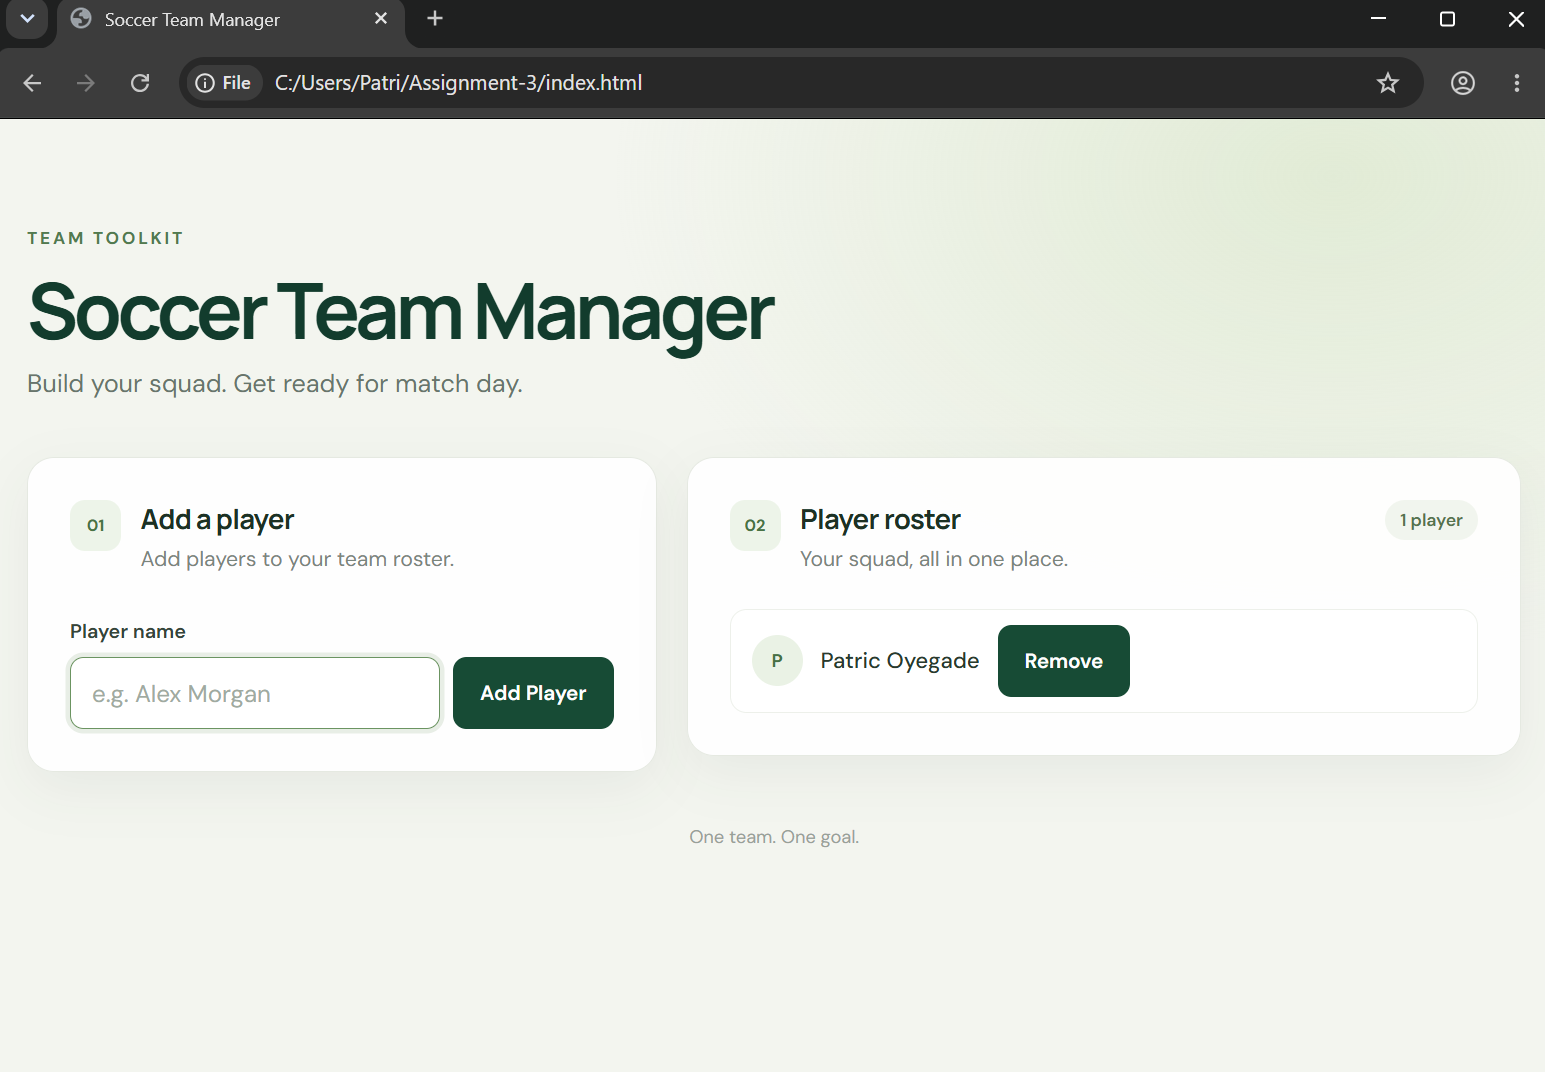 Soccer Team Manager
File
C:/Users/Patri/Assignment-3/index.html
TEAM TOOLKIT
Soccer Team Manager
Build your squad. Get ready for match day.
01
Add a player
Add players to your team roster.
Player name
e.g. Alex Morgan
Add Player
02
Player roster
1 player
Your squad, all in one place.
P
Patric Oyegade
Remove
One team. One goal.